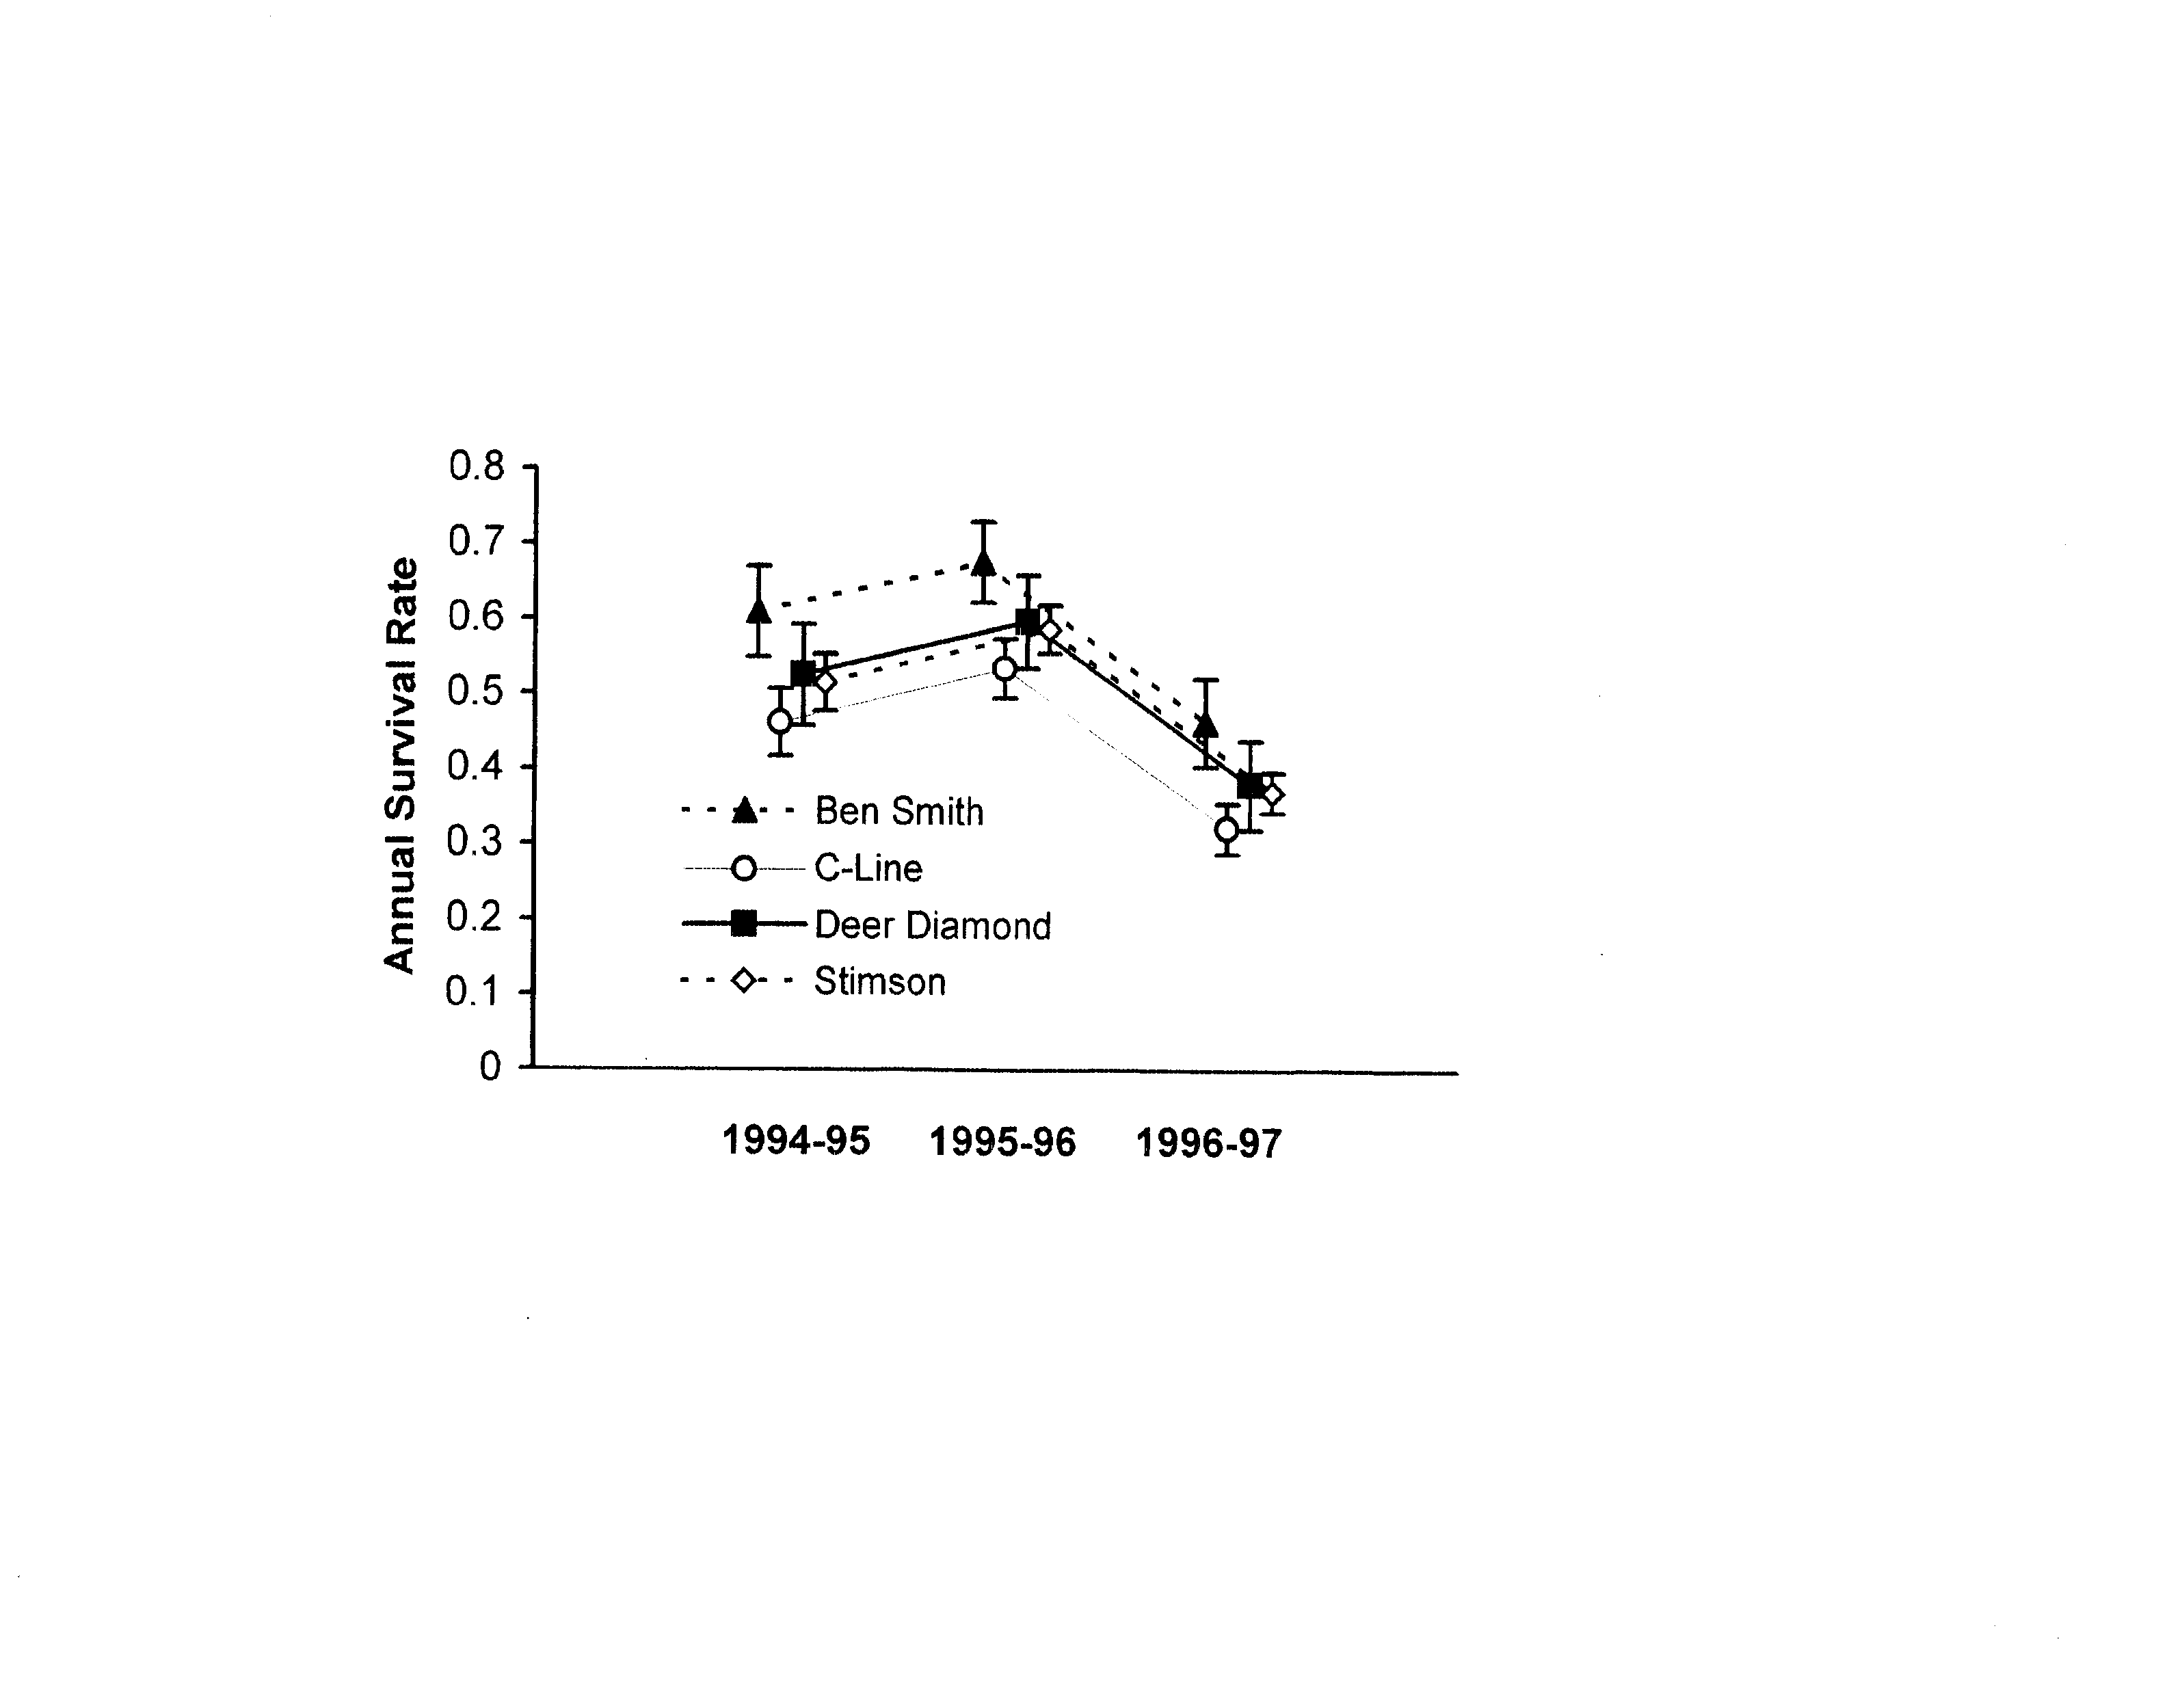 0.8
0.7
0.6
0.5
0.4
0.3
0.2
0.1
0
Annual Survival Rate
Ben Smith
C-Line
Deer Diamond
Stimson
1994-95 1995-96 1996-97